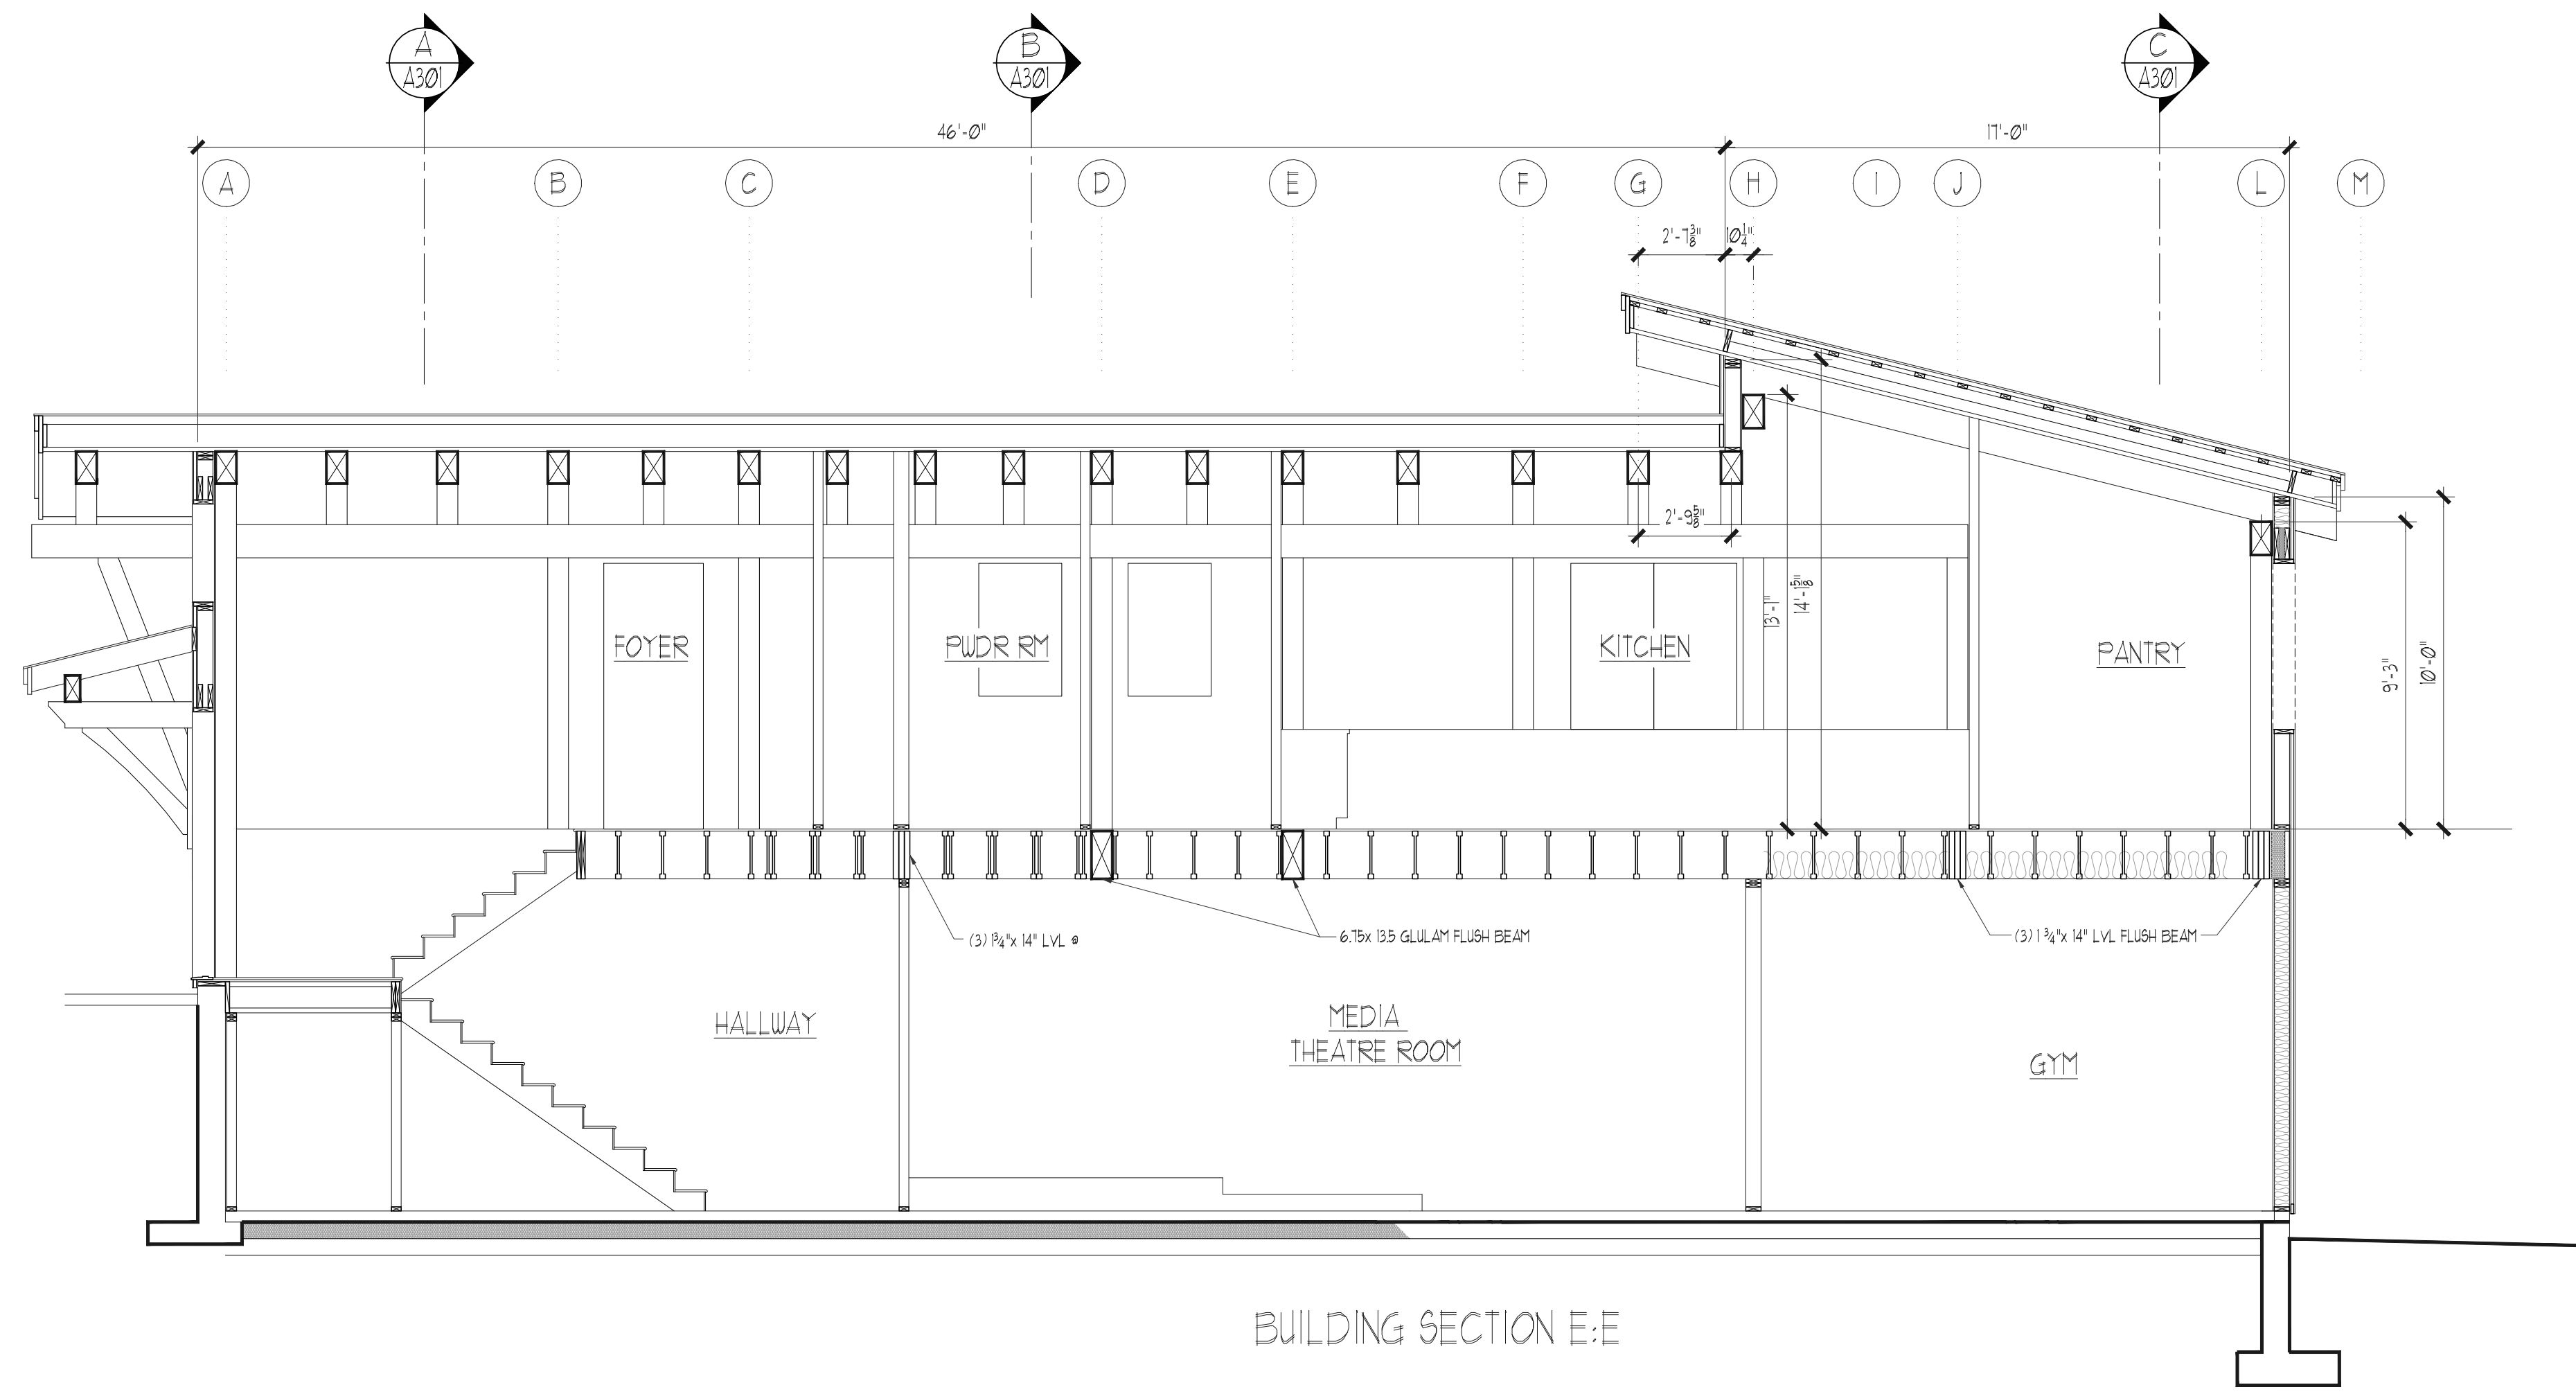 A
A301
B
A301
C
A301
46'-0"
17'-0"
A
B
C
D
E
F
G
H
I
J
L
M
2'-7 3/8"
10 1/4"
2'-9 5/8"
13'-1"
14'-1 5/8"
9'-3"
10'-0"
FOYER
PWDR RM
KITCHEN
PANTRY
(3) 1 3/4" x 14" LVL @
6.75 x 13.5 GLULAM FLUSH BEAM
(3) 1 3/4" x 14" LVL FLUSH BEAM
HALLWAY
MEDIA
THEATRE ROOM
GYM
BUILDING SECTION E:E